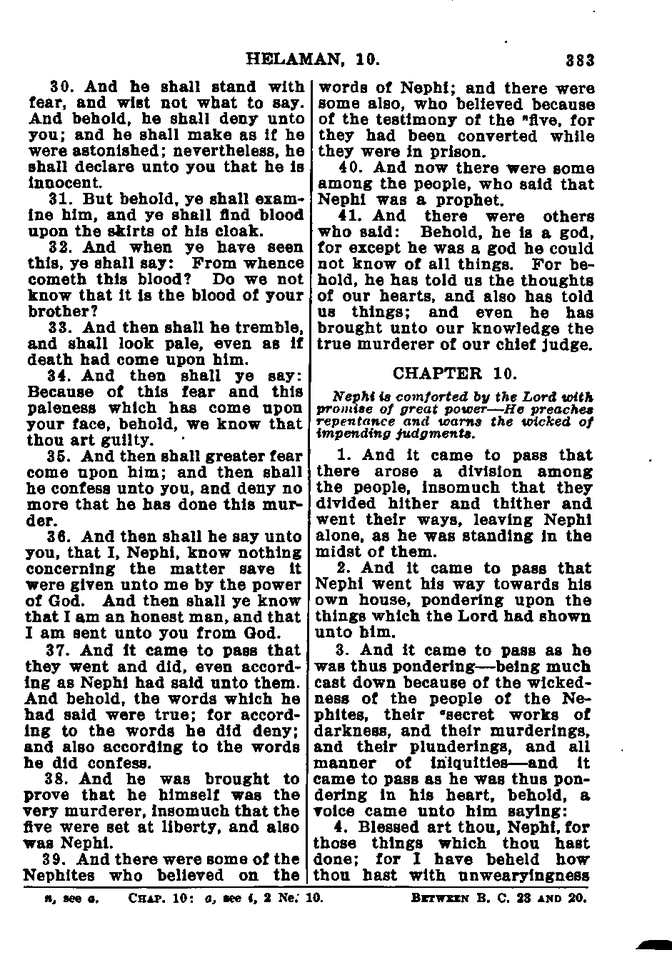 HELAMAN, 10. 383
30. And he shall stand with
fear, and wist not what to say.
And behold, he shall deny unto
you; and he shall make as if he
were astonished; nevertheless, he
shall declare unto you that he is
innocent.
31. But behold, ye shall exam-
ine him, and ye shall find blood
upon the skirts of his cloak.
32. And when ye have seen
this, ye shall say: From whence
cometh this blood? Do we not
know that it is the blood of your
brother?
33. And then shall he tremble,
and shall look pale, even as if
death had come upon him.
34. And then shall ye say:
Because of this fear and this
paleness which has come upon
your face, behold, we know that
thou art guilty.
35. And then shall greater fear
come upon him; and then shall
he confess unto you, and deny no
more that he has done this mur-
der.
36. And then shall he say unto
you, that I, Nephi, know nothing
concerning the matter save it
were given unto me by the power
of God. And then shall ye know
that I am an honest man, and that
I am sent unto you from God.
37. And it came to pass that
they went and did, even accord-
ing as Nephi had said unto them.
And behold, the words which he
had said were true; for accord-
ing to the words he did deny;
and also according to the words
he did confess.
38. And he was brought to
prove that he himself was the
very murderer, insomuch that the
five were set at liberty, and also
was Nephi.
39. And there were some of the
Nephites who believed on the
words of Nephi; and there were
some also, who believed because
of the testimony of the ⁿfive, for
they had been converted while
they were in prison.
40. And now there were some
among the people, who said that
Nephi was a prophet.
41. And there were others
who said: Behold, he is a god,
for except he was a god he could
not know of all things. For be-
hold, he has told us the thoughts
of our hearts, and also has told
us things; and even he has
brought unto our knowledge the
true murderer of our chief judge.
CHAPTER 10.
Nephi is comforted by the Lord with
promise of great power—He preaches
repentance and warns the wicked of
impending judgments.
1. And it came to pass that
there arose a division among
the people, insomuch that they
divided hither and thither and
went their ways, leaving Nephi
alone, as he was standing in the
midst of them.
2. And it came to pass that
Nephi went his way towards his
own house, pondering upon the
things which the Lord had shown
unto him.
3. And it came to pass as he
was thus pondering—being much
cast down because of the wicked-
ness of the people of the Ne-
phites, their ᵃsecret works of
darkness, and their murderings,
and their plunderings, and all
manner of iniquities—and it
came to pass as he was thus pon-
dering in his heart, behold, a
voice came unto him saying:
4. Blessed art thou, Nephi, for
those things which thou hast
done; for I have beheld how
thou hast with unwearyingness
n, see o. CHAP. 10: a, see i, 2 Ne. 10. BETWEEN B. C. 23 AND 20.